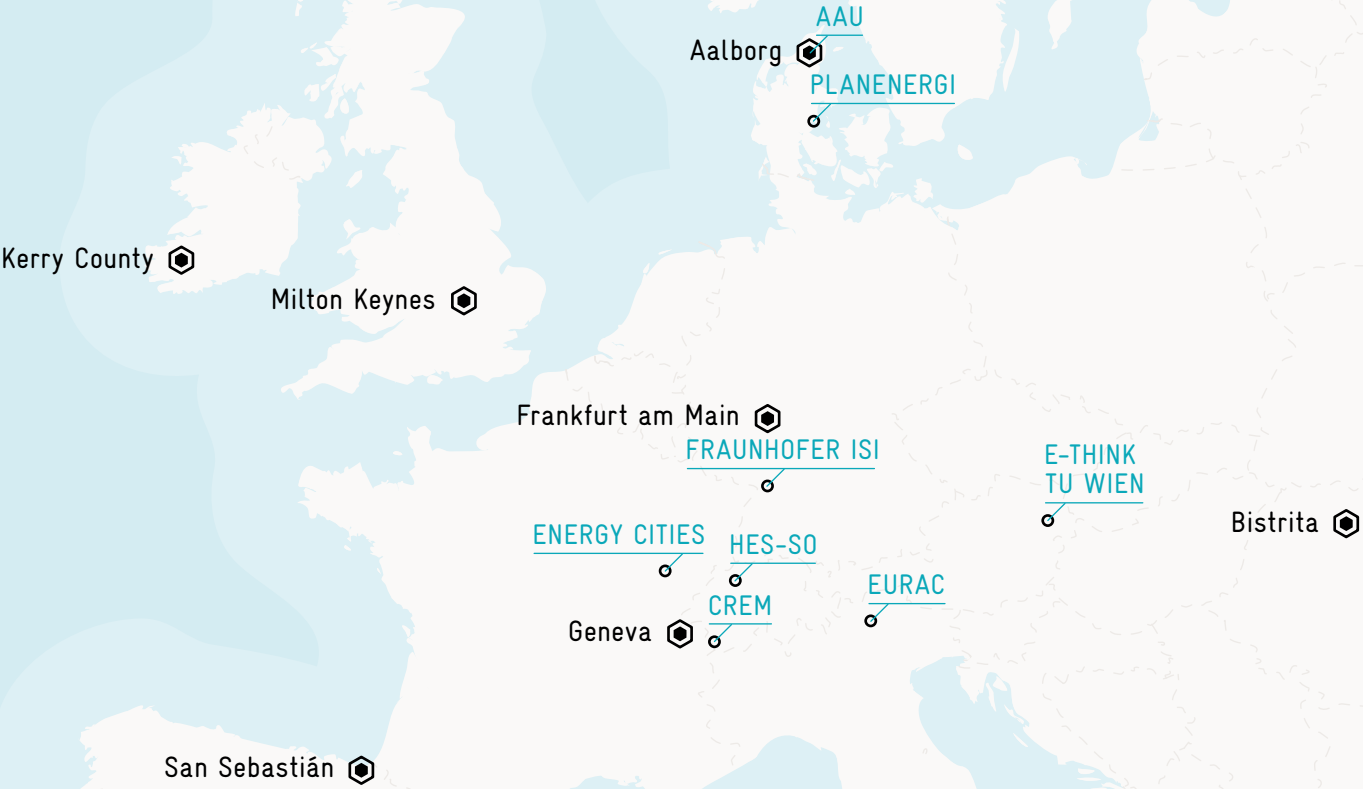 AAU
Aalborg
PLANENERGI
Kerry County
Milton Keynes
Frankfurt am Main
FRAUNHOFER ISI
E-THINK
TU WIEN
Bistrita
ENERGY CITIES
HES-SO
EURAC
CREM
Geneva
San Sebastián